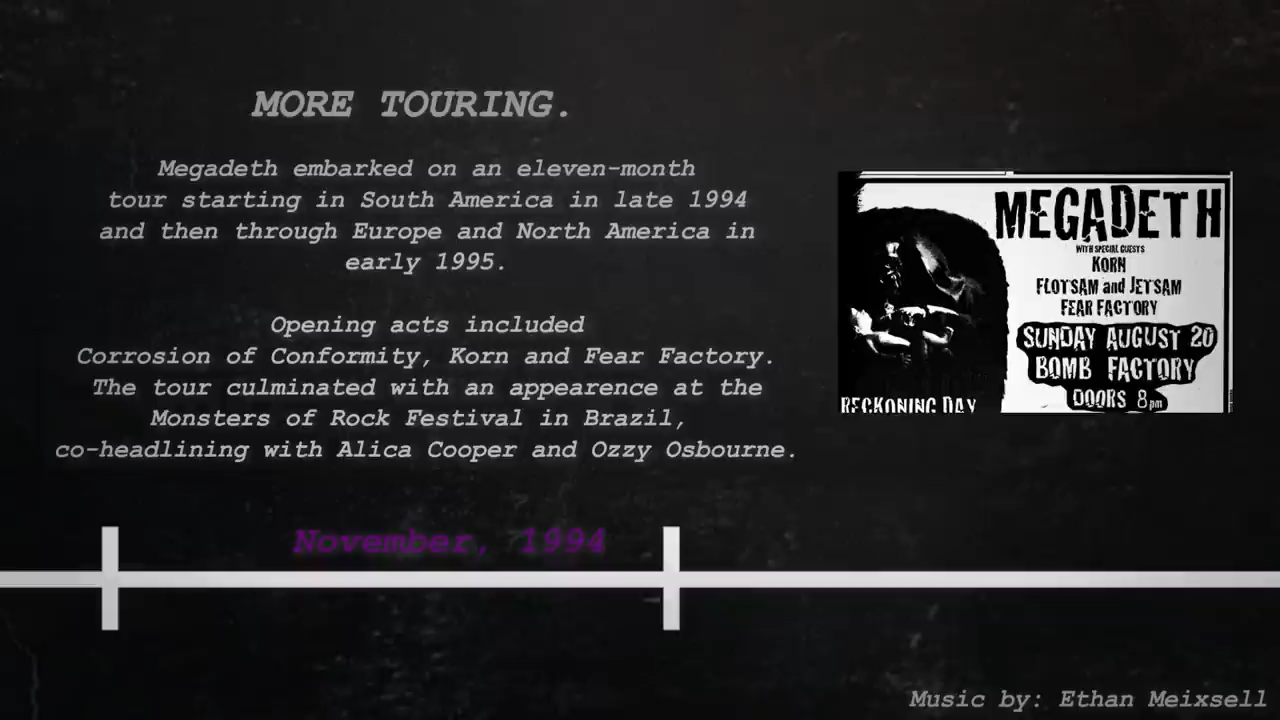 MORE TOURING.
Megadeth embarked on an eleven-month
tour starting in South America in late 1994
and then through Europe and North America in
early 1995.
Opening acts included
Corrosion of Conformity, Korn and Fear Factory.
The tour culminated with an appearence at the
Monsters of Rock Festival in Brazil,
co-headlining with Alica Cooper and Ozzy Osbourne.
MEGADETH
WITH SPECIAL GUESTS
KORN
FLOTSAM and JETSAM
FEAR FACTORY
SUNDAY AUGUST 20
BOMB FACTORY
DOORS 8pm
RECKONING DAY
November, 1994
Music by: Ethan Meixsell